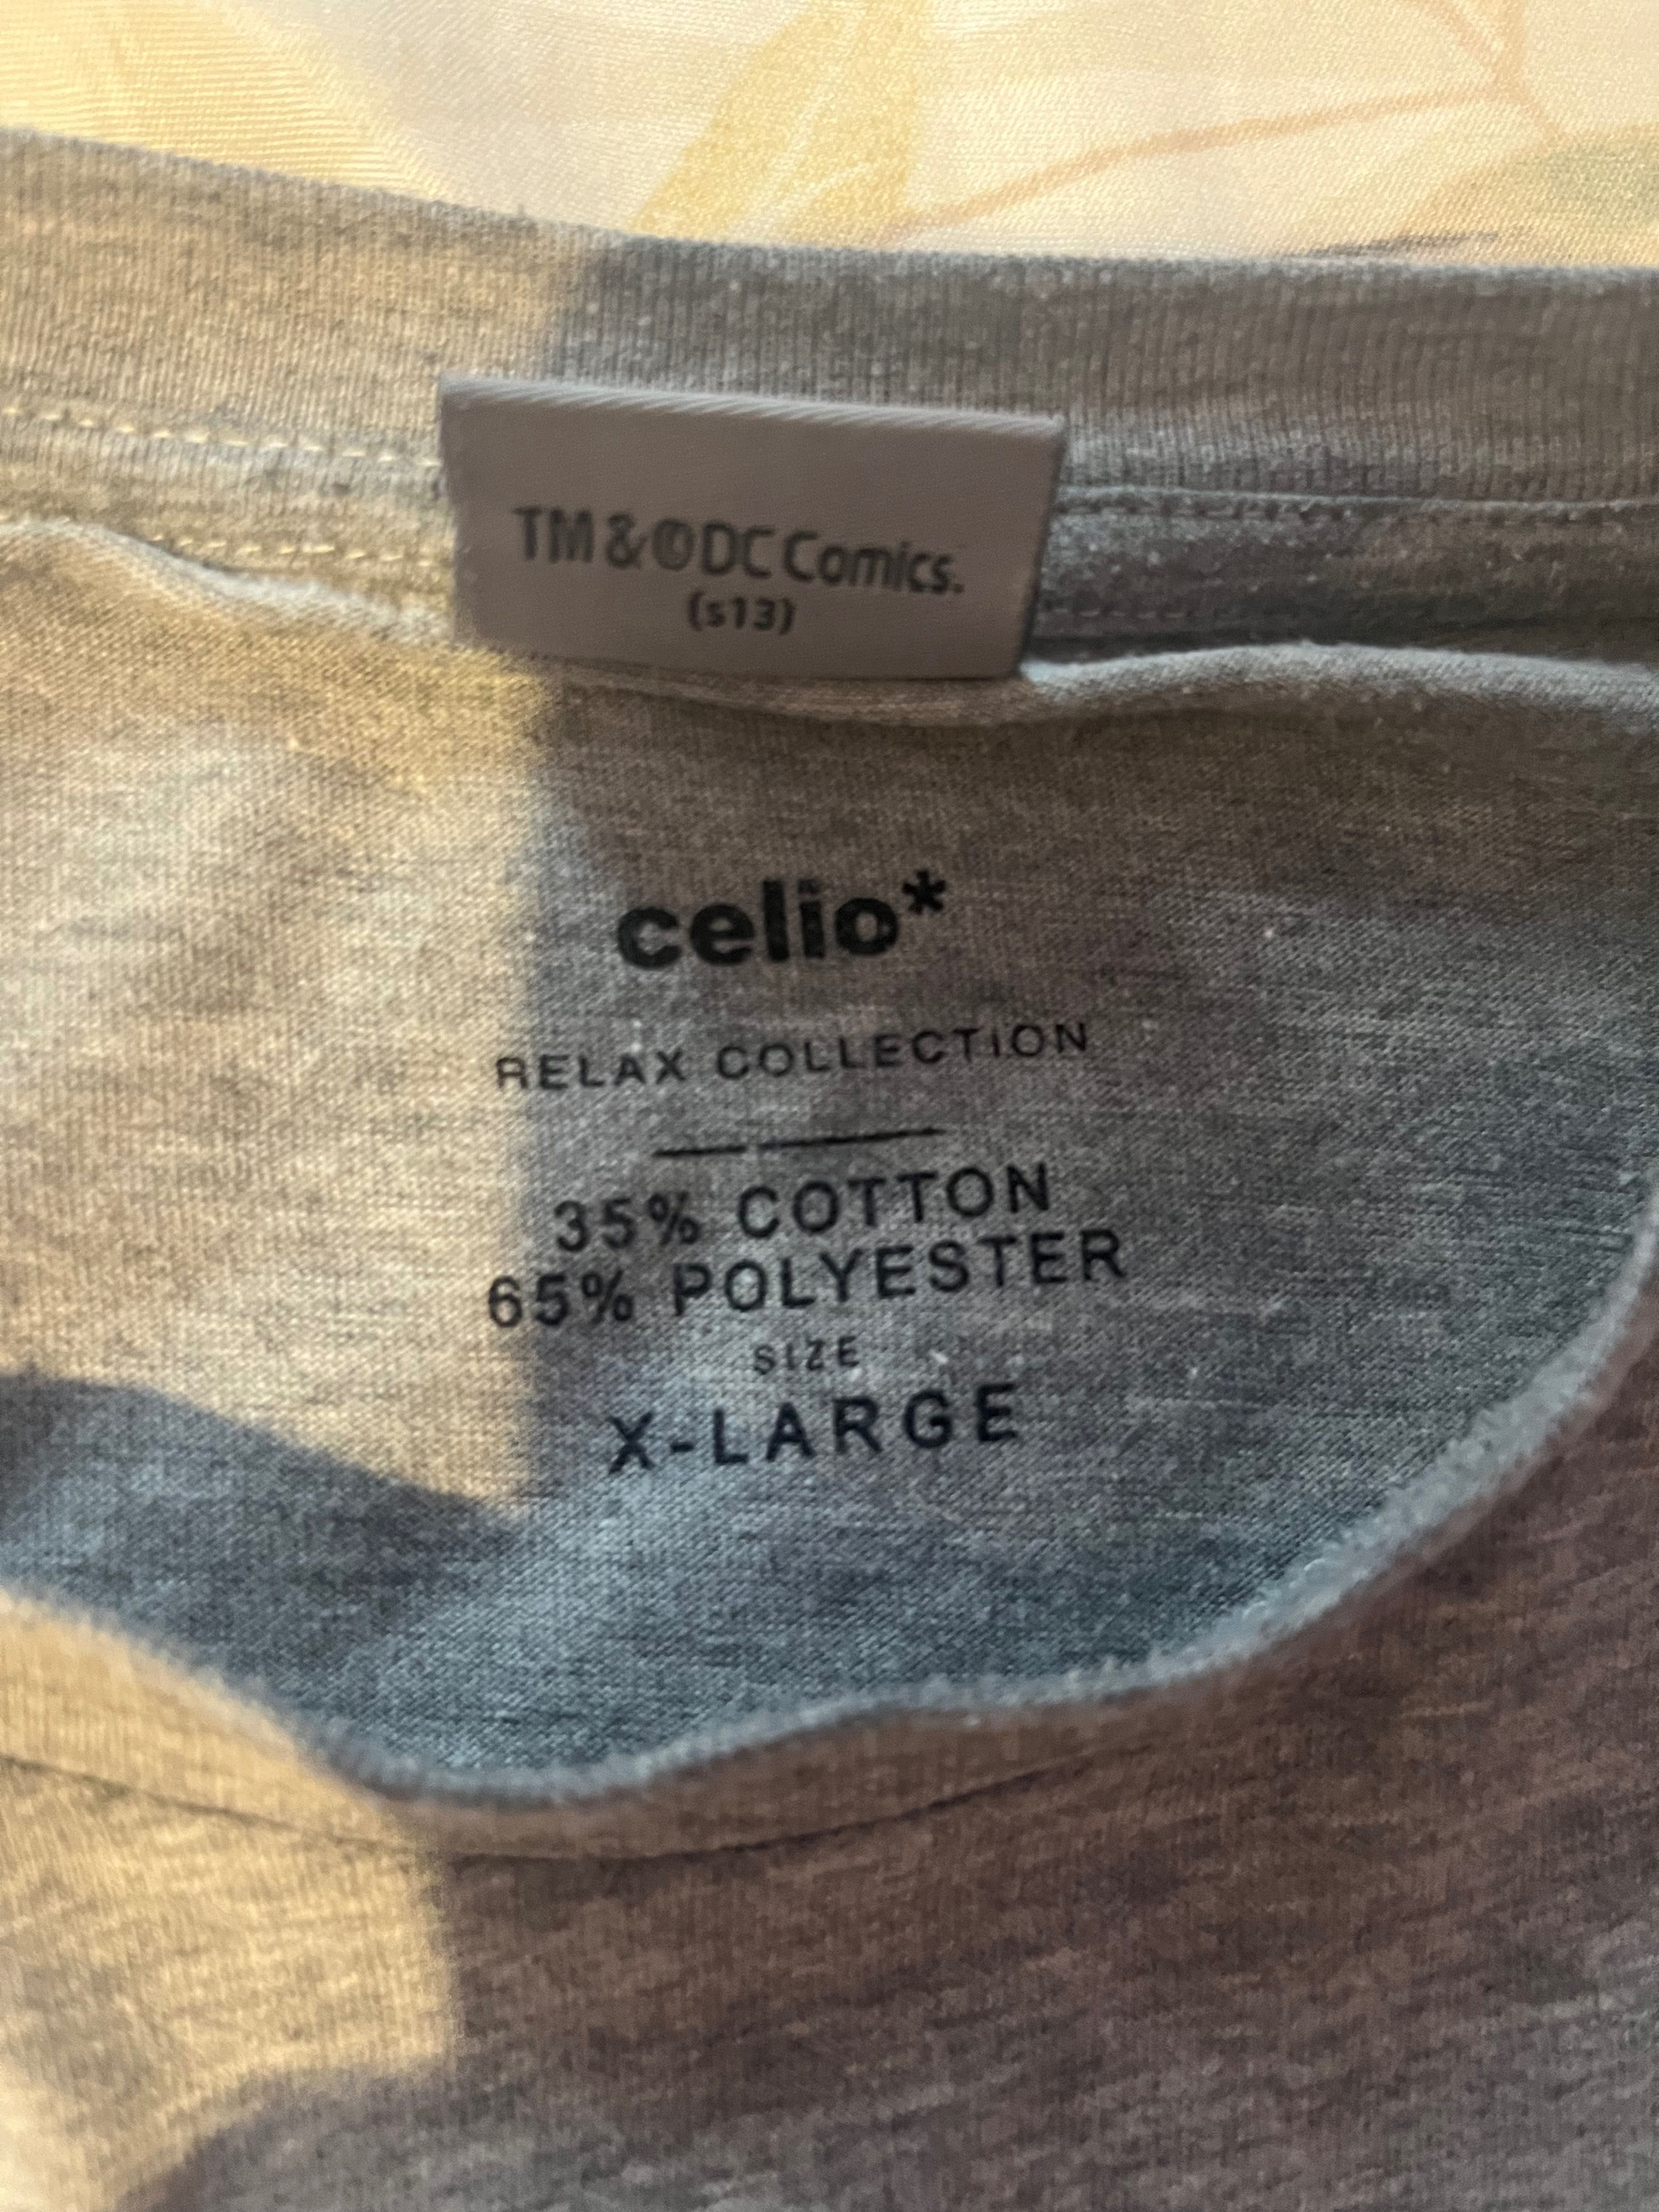 TM & © DC Comics.
(s13)
celio*
RELAX COLLECTION
35% COTTON
65% POLYESTER
SIZE
X-LARGE